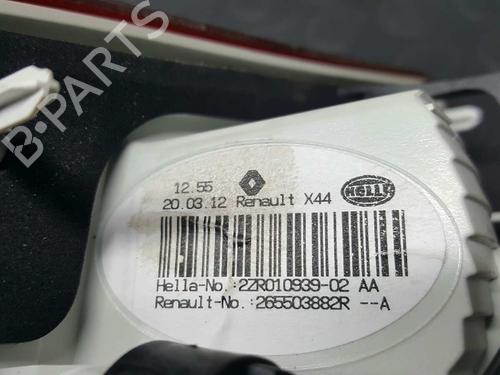 B-PARTS
12.55
20.03.12 Renault X44
HELLA
Hella-No.:2ZR010939-02 AA
Renault-No.:265503882R --A